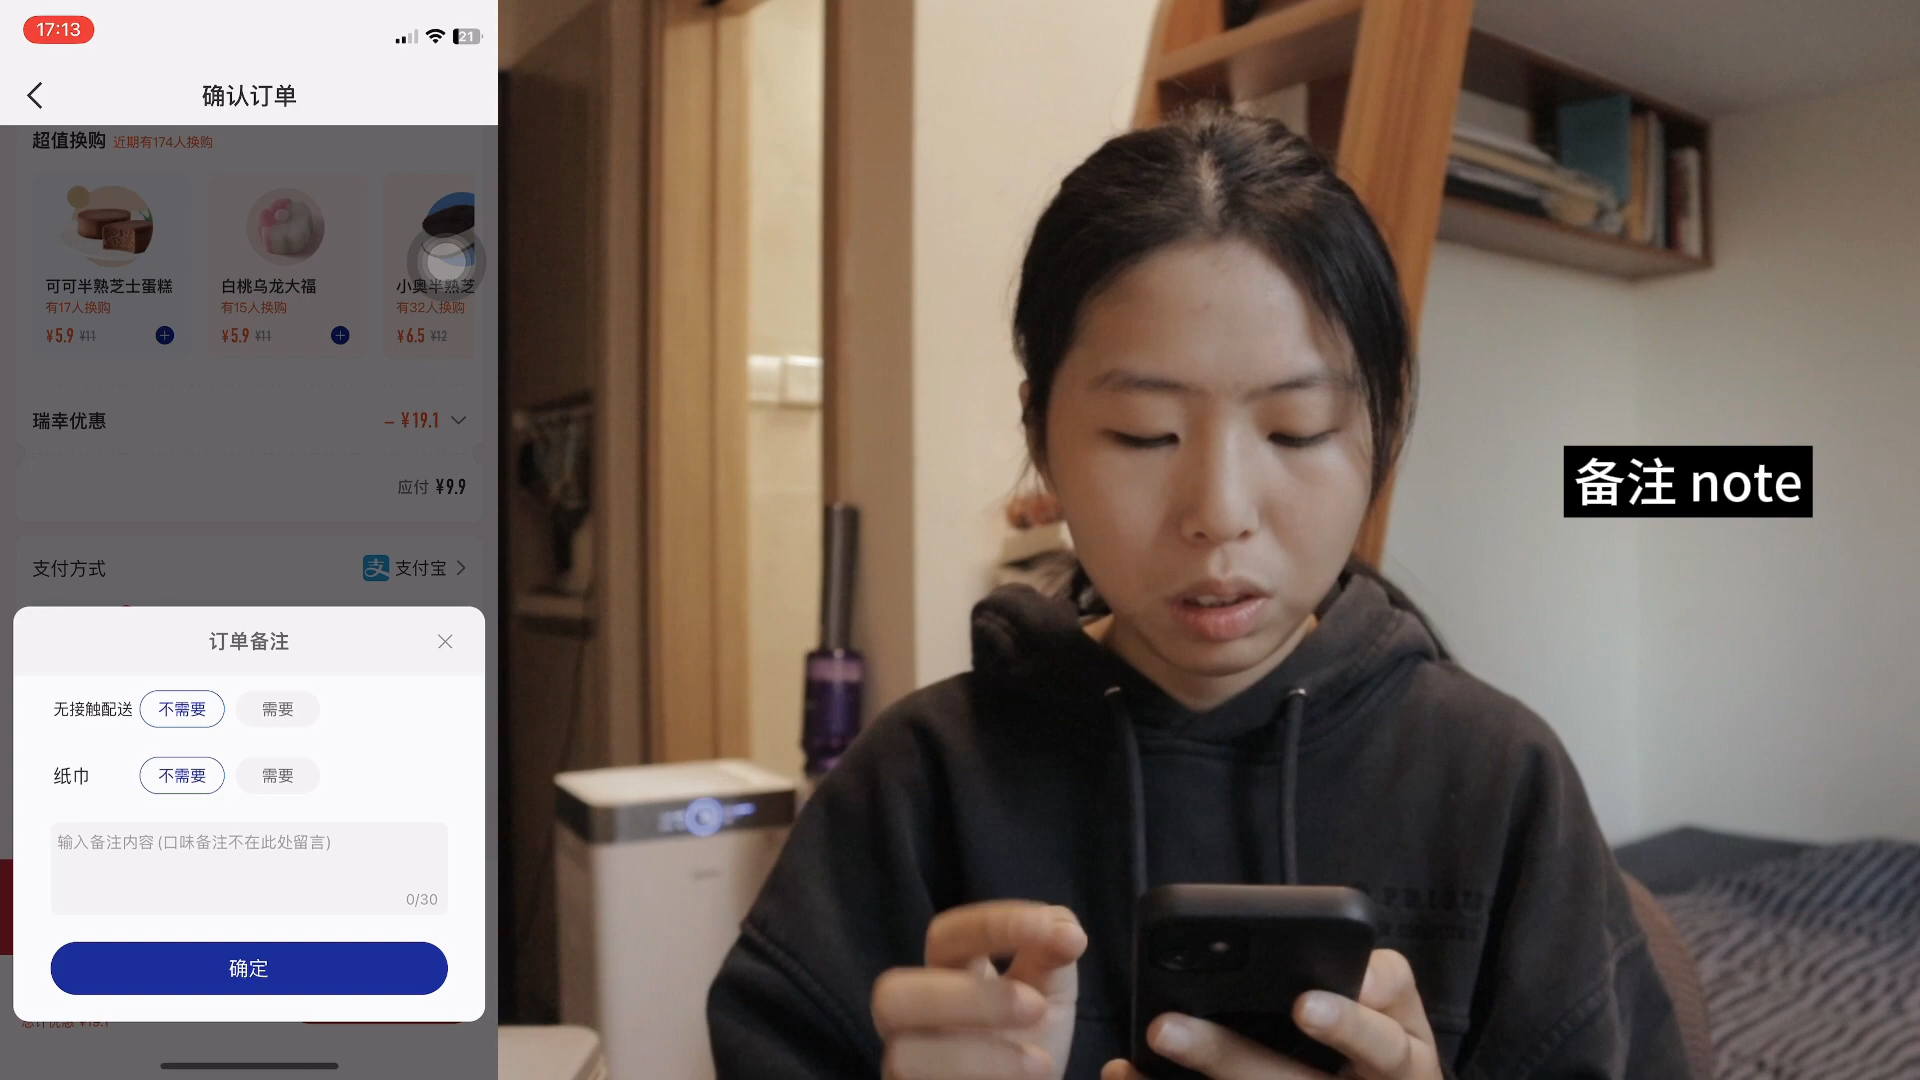 17:13
21
确认订单
超值换购 近期有174人换购
可可半熟芝士蛋糕
有17人换购
¥5.9 ¥11
白桃乌龙大福
有15人换购
¥5.9 ¥11
小奥半熟芝
有32人换购
¥6.5 ¥12
瑞幸优惠 - ¥19.1
应付 ¥9.9
支付方式 支 支付宝
订单备注
无接触配送 不需要 需要
纸巾 不需要 需要
输入备注内容 (口味备注不在此处留言)
0/30
确定
备注 note